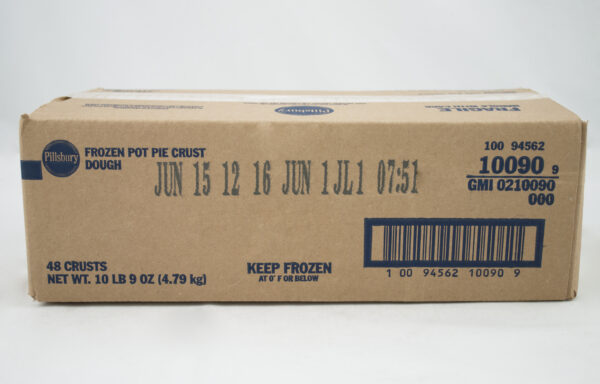 FRAGILE
Pillsbury
Pillsbury
FROZEN POT PIE CRUST
DOUGH
JUN 15 12 16 JUN 1JL1 07:51
100 94562
10090 9
GMI 0210090
000
48 CRUSTS
NET WT. 10 LB 9 OZ (4.79 kg)
KEEP FROZEN
AT 0° F OR BELOW
1 00 94562 10090 9